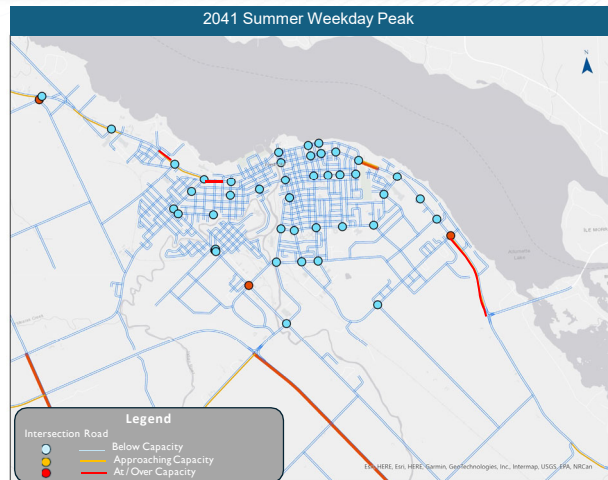 2041 Summer Weekday Peak
N
Legend
Intersection Road
Below Capacity
Approaching Capacity
At / Over Capacity
Esri, HERE, Esri, HERE, Garmin, GeoTechnologies, Inc., Intermap, USGS, EPA, NRCan